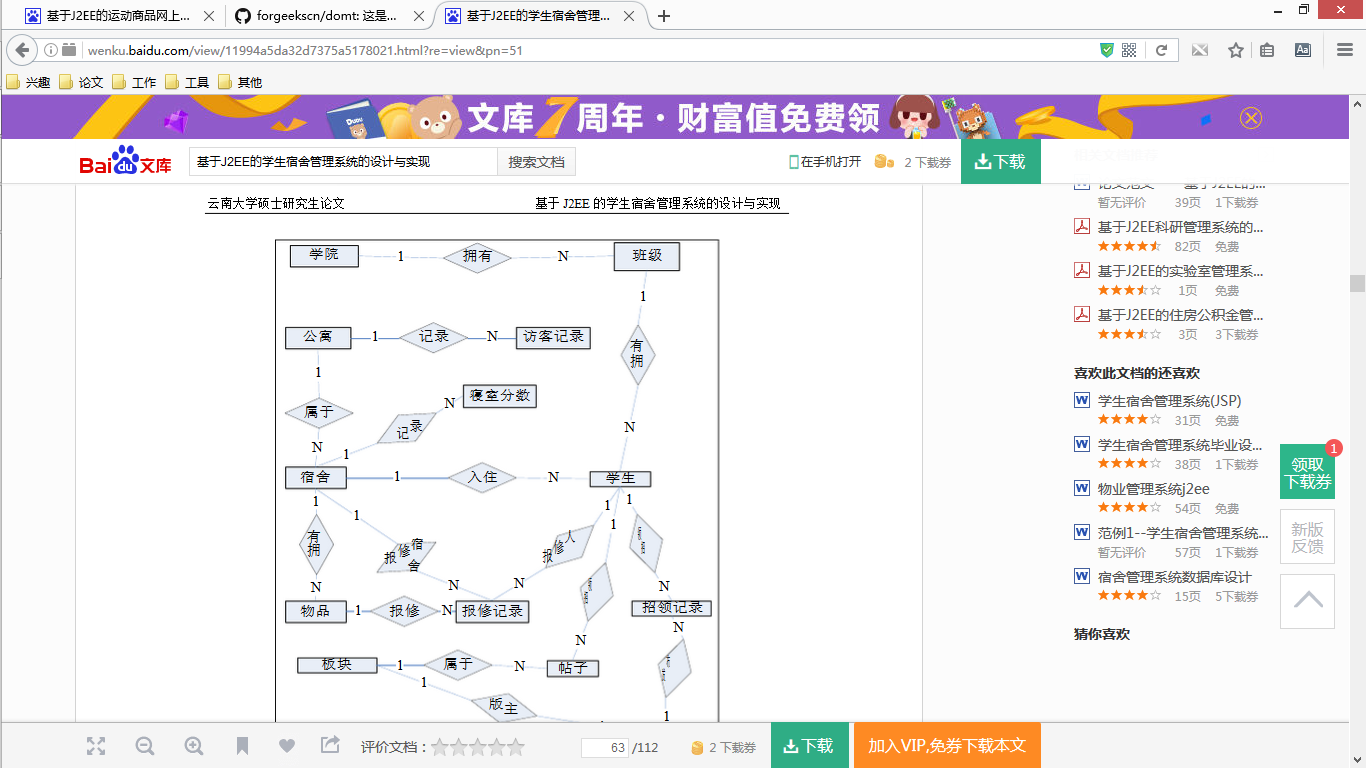 基于J2EE的运动商品网上...
forgeekscn/domt: 这是...
基于J2EE的学生宿舍管理...
wenku.baidu.com/view/11994a5da32d7375a5178021.html?re=view&pn=51
兴趣 论文 工作 工具 其他
文库7周年·财富值免费领
Bai du 文库
基于J2EE的学生宿舍管理系统的设计与实现
搜索文档
在手机打开
2 下载券
下载
云南大学硕士研究生论文
基于 J2EE 的学生宿舍管理系统的设计与实现
学院 1 拥有 N 班级
1
公寓 1 记录 N 访客记录
有拥
1
寝室分数
N
属于
记录
N
N
1
宿舍 1 入住 N 学生
1 1 1 1 1
有拥
报修宿舍
报修人
N N N N
物品 1 报修 N 报修记录
招领记录
N N
板块 1 属于 N 帖子
1
版主
1
暂无评价 39页 1下载券
基于J2EE科研管理系统的...
82页 免费
基于J2EE的实验室管理系...
1页 免费
基于J2EE的住房公积金管...
3页 3下载券
喜欢此文档的还喜欢
学生宿舍管理系统(JSP)
31页 免费
学生宿舍管理系统毕业设...
38页 1下载券
物业管理系统j2ee
54页 免费
范例1--学生宿舍管理系统...
暂无评价 57页 1下载券
宿舍管理系统数据库设计
15页 5下载券
猜你喜欢
1
领取
下载券
新版
反馈
评价文档：
63 /112
2 下载券
下载
加入VIP,免券下载本文